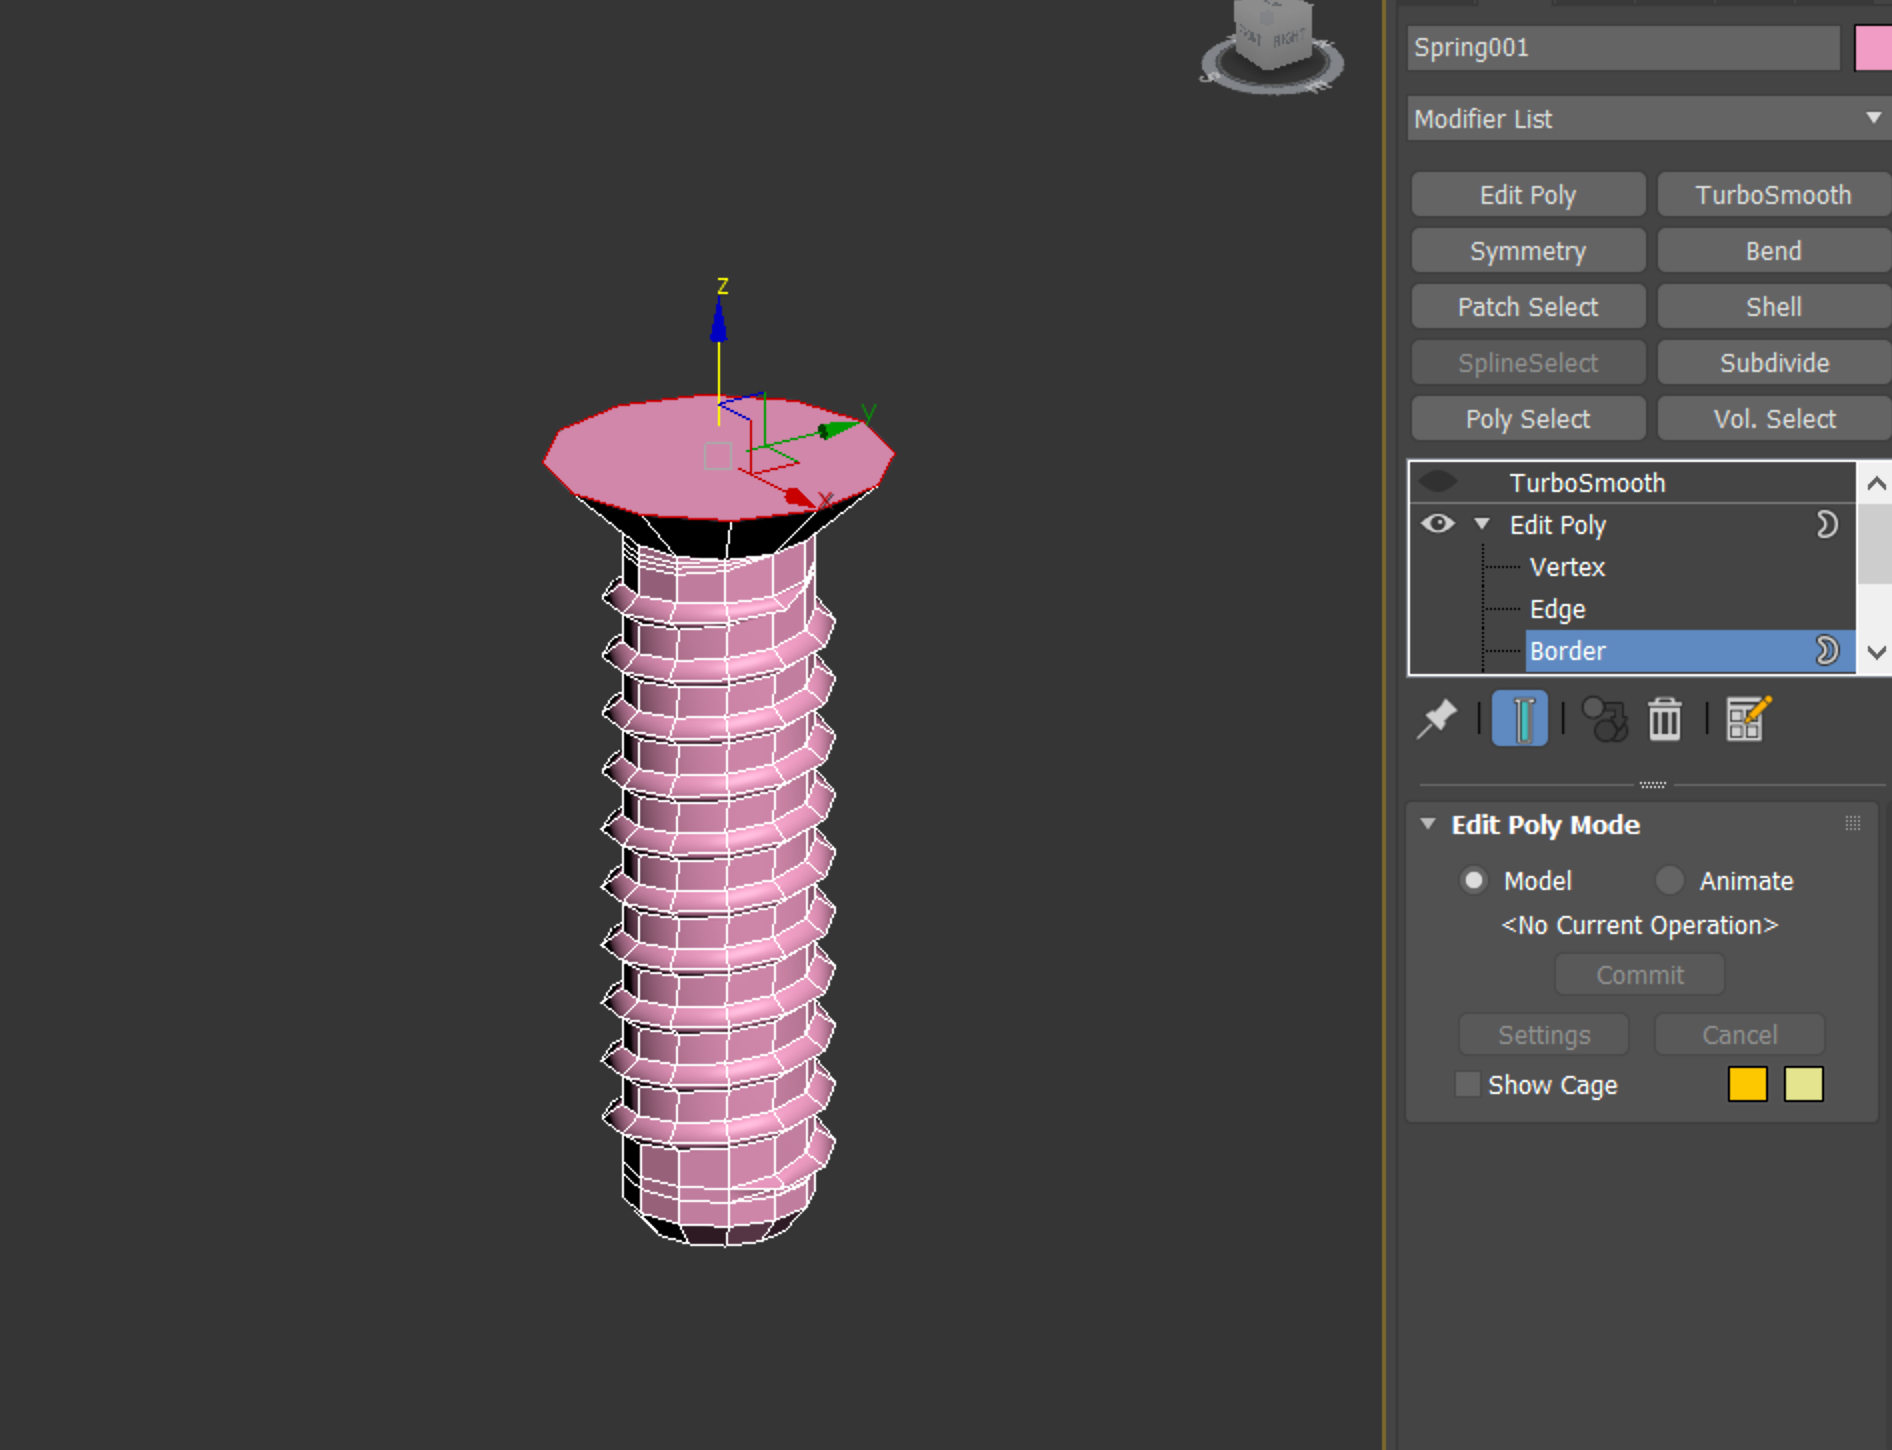 RIGHT
Spring001
Modifier List
Edit Poly
TurboSmooth
Symmetry
Bend
Patch Select
Shell
SplineSelect
Subdivide
Poly Select
Vol. Select
z
y
x
TurboSmooth
Edit Poly
Vertex
Edge
Border
Edit Poly Mode
Model
Animate
<No Current Operation>
Commit
Settings
Cancel
Show Cage